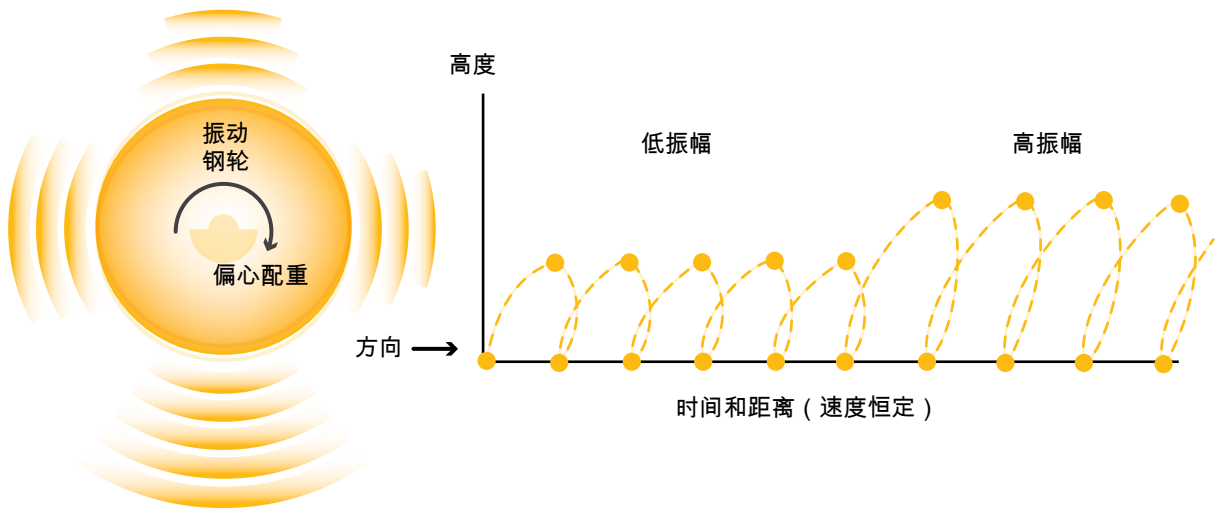 振动
钢轮
偏心配重
高度
低振幅
高振幅
方向
时间和距离（速度恒定）